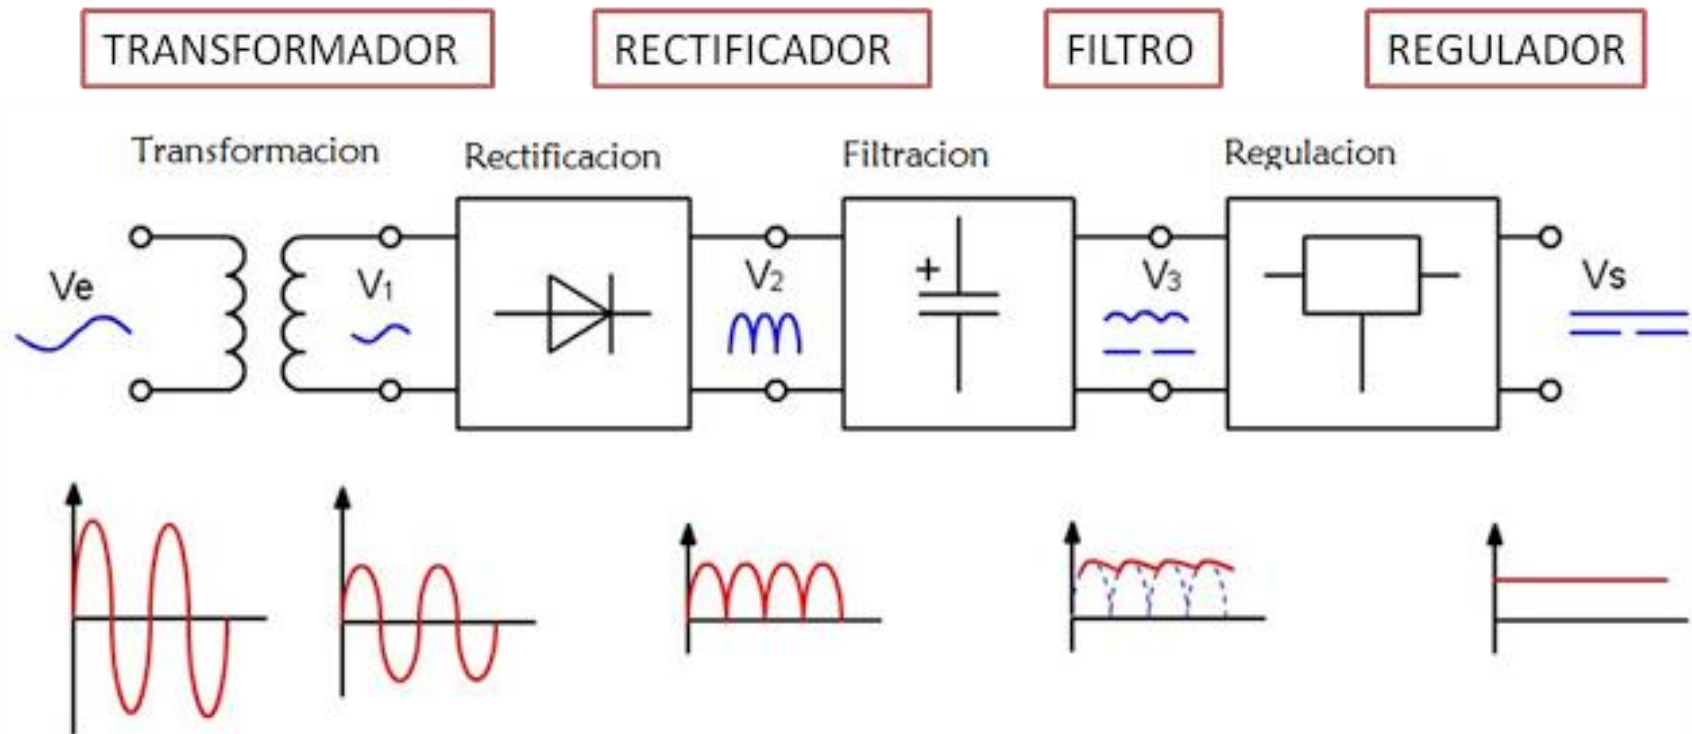 TRANSFORMADOR
RECTIFICADOR
FILTRO
REGULADOR
Transformacion
Rectificacion
Filtracion
Regulacion
Ve
V1
V2
+
V3
Vs